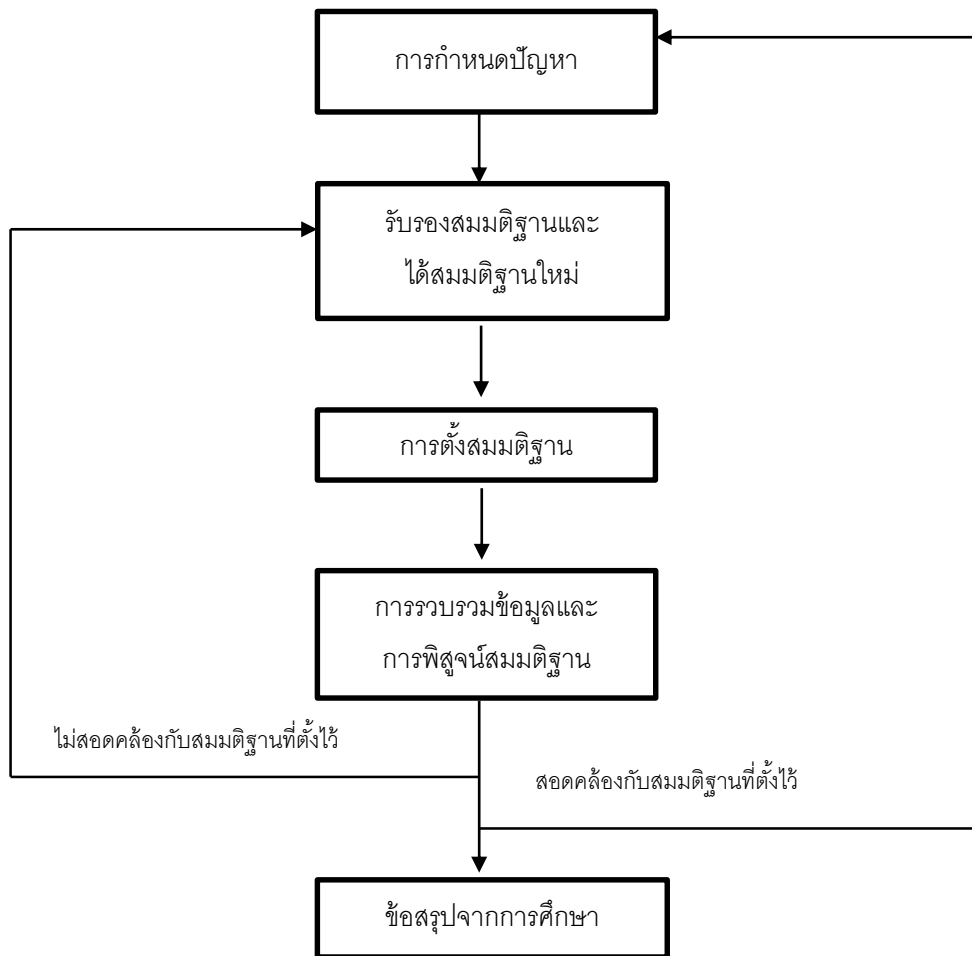 การกำหนดปัญหา
รับรองสมมติฐานและ
ได้สมมติฐานใหม่
การตั้งสมมติฐาน
การรวบรวมข้อมูลและ
การพิสูจน์สมมติฐาน
ไม่สอดคล้องกับสมมติฐานที่ตั้งไว้
สอดคล้องกับสมมติฐานที่ตั้งไว้
ข้อสรุปจากการศึกษา